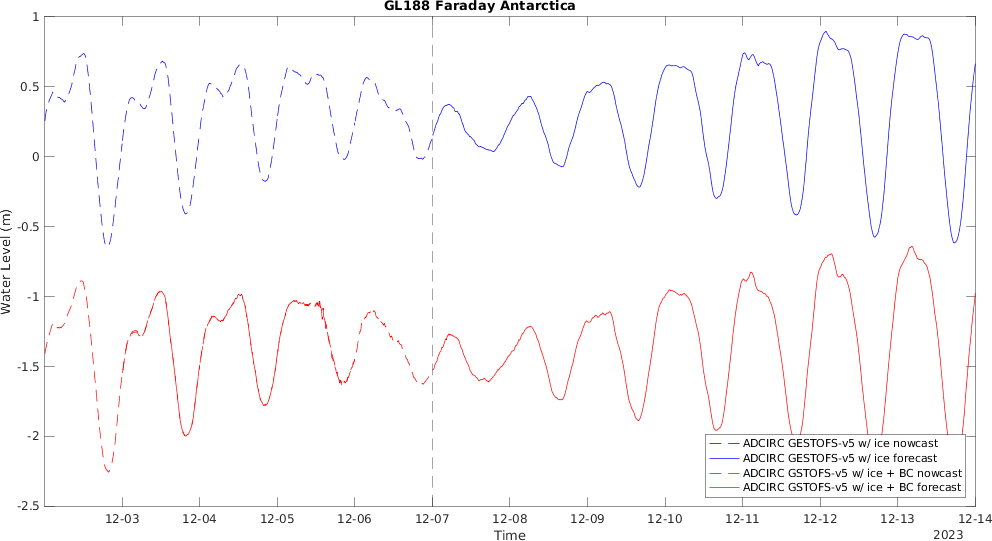 GL188 Faraday Antarctica
Water Level (m)
1
0.5
0
-0.5
-1
-1.5
-2
-2.5
ADCIRC GESTOFS-v5 w/ ice nowcast
ADCIRC GESTOFS-v5 w/ ice forecast
ADCIRC GSTOFS-v5 w/ ice + BC nowcast
ADCIRC GSTOFS-v5 w/ ice + BC forecast
12-03 12-04 12-05 12-06 12-07 12-08 12-09 12-10 12-11 12-12 12-13 12-14
Time
2023